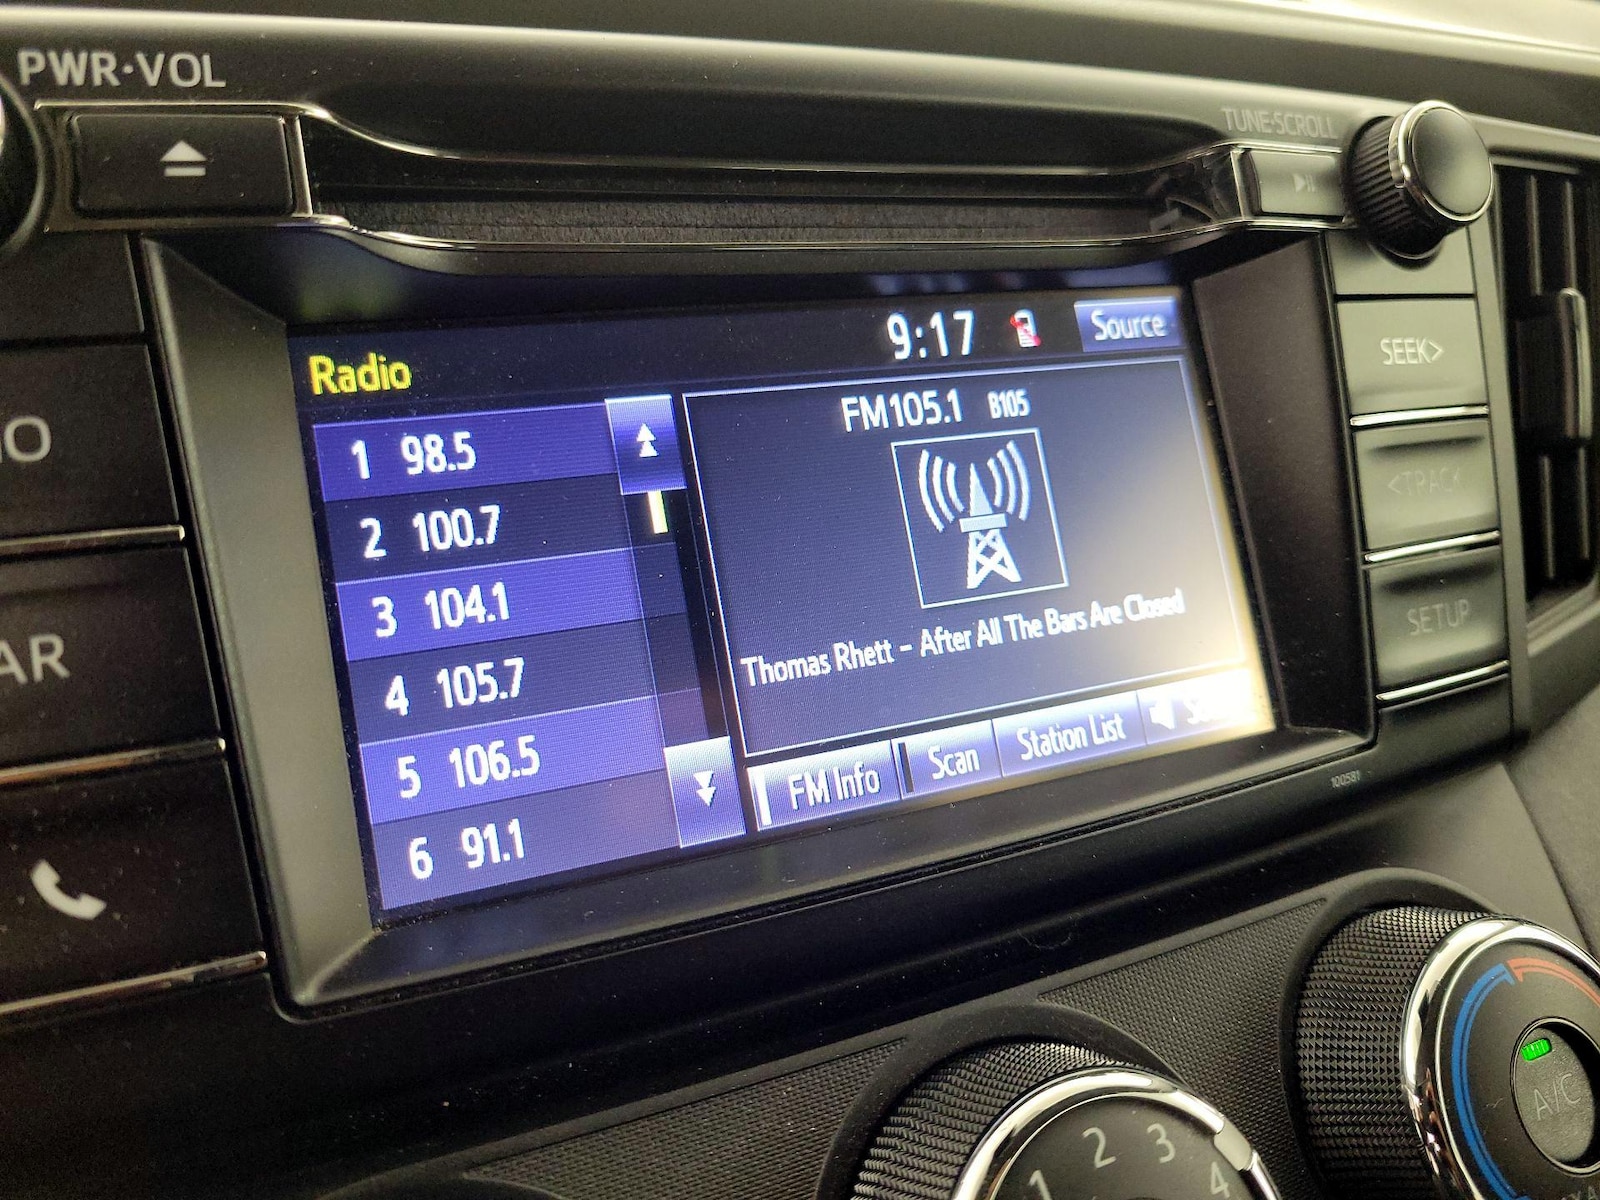 PWR·VOL
TUNE·SCROLL
9:17
Source
Radio
FM105.1 B105
SEEK>
1 98.5
2 100.7
3 104.1
4 105.7
5 106.5
6 91.1
<TRACK
Thomas Rhett - After All The Bars Are Closed
SETUP
FM Info
Scan
Station List
100581
A/C
1 2 3 4